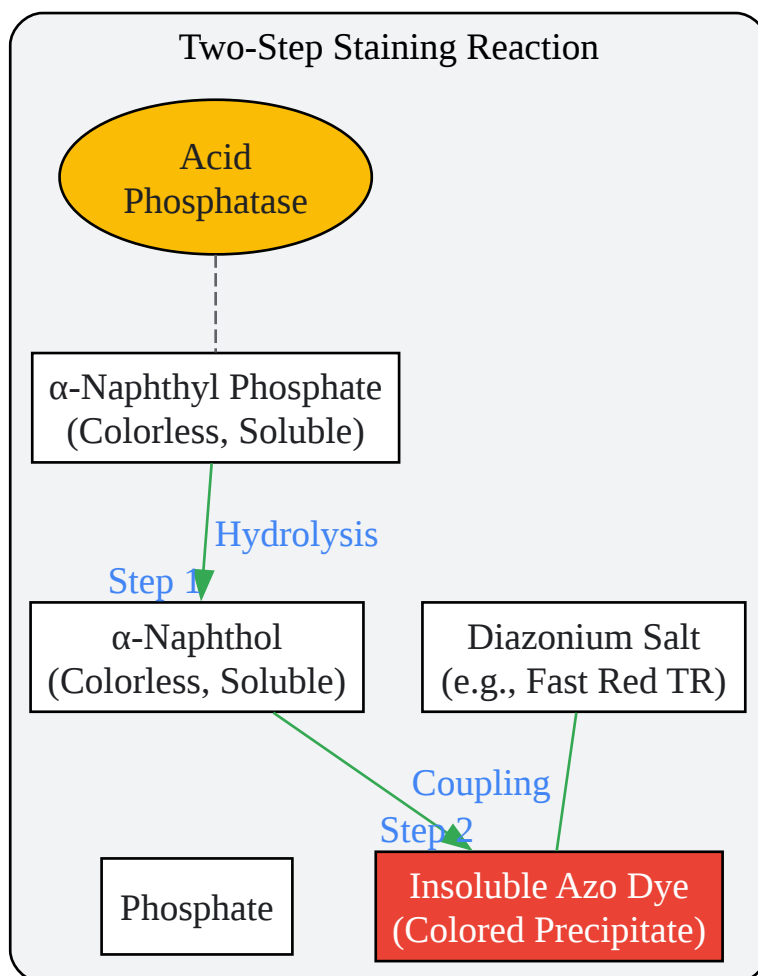 Two-Step Staining Reaction
Acid
Phosphatase
α-Naphthyl Phosphate
(Colorless, Soluble)
Hydrolysis
Step 1
α-Naphthol
(Colorless, Soluble)
Diazonium Salt
(e.g., Fast Red TR)
Coupling
Step 2
Phosphate
Insoluble Azo Dye
(Colored Precipitate)